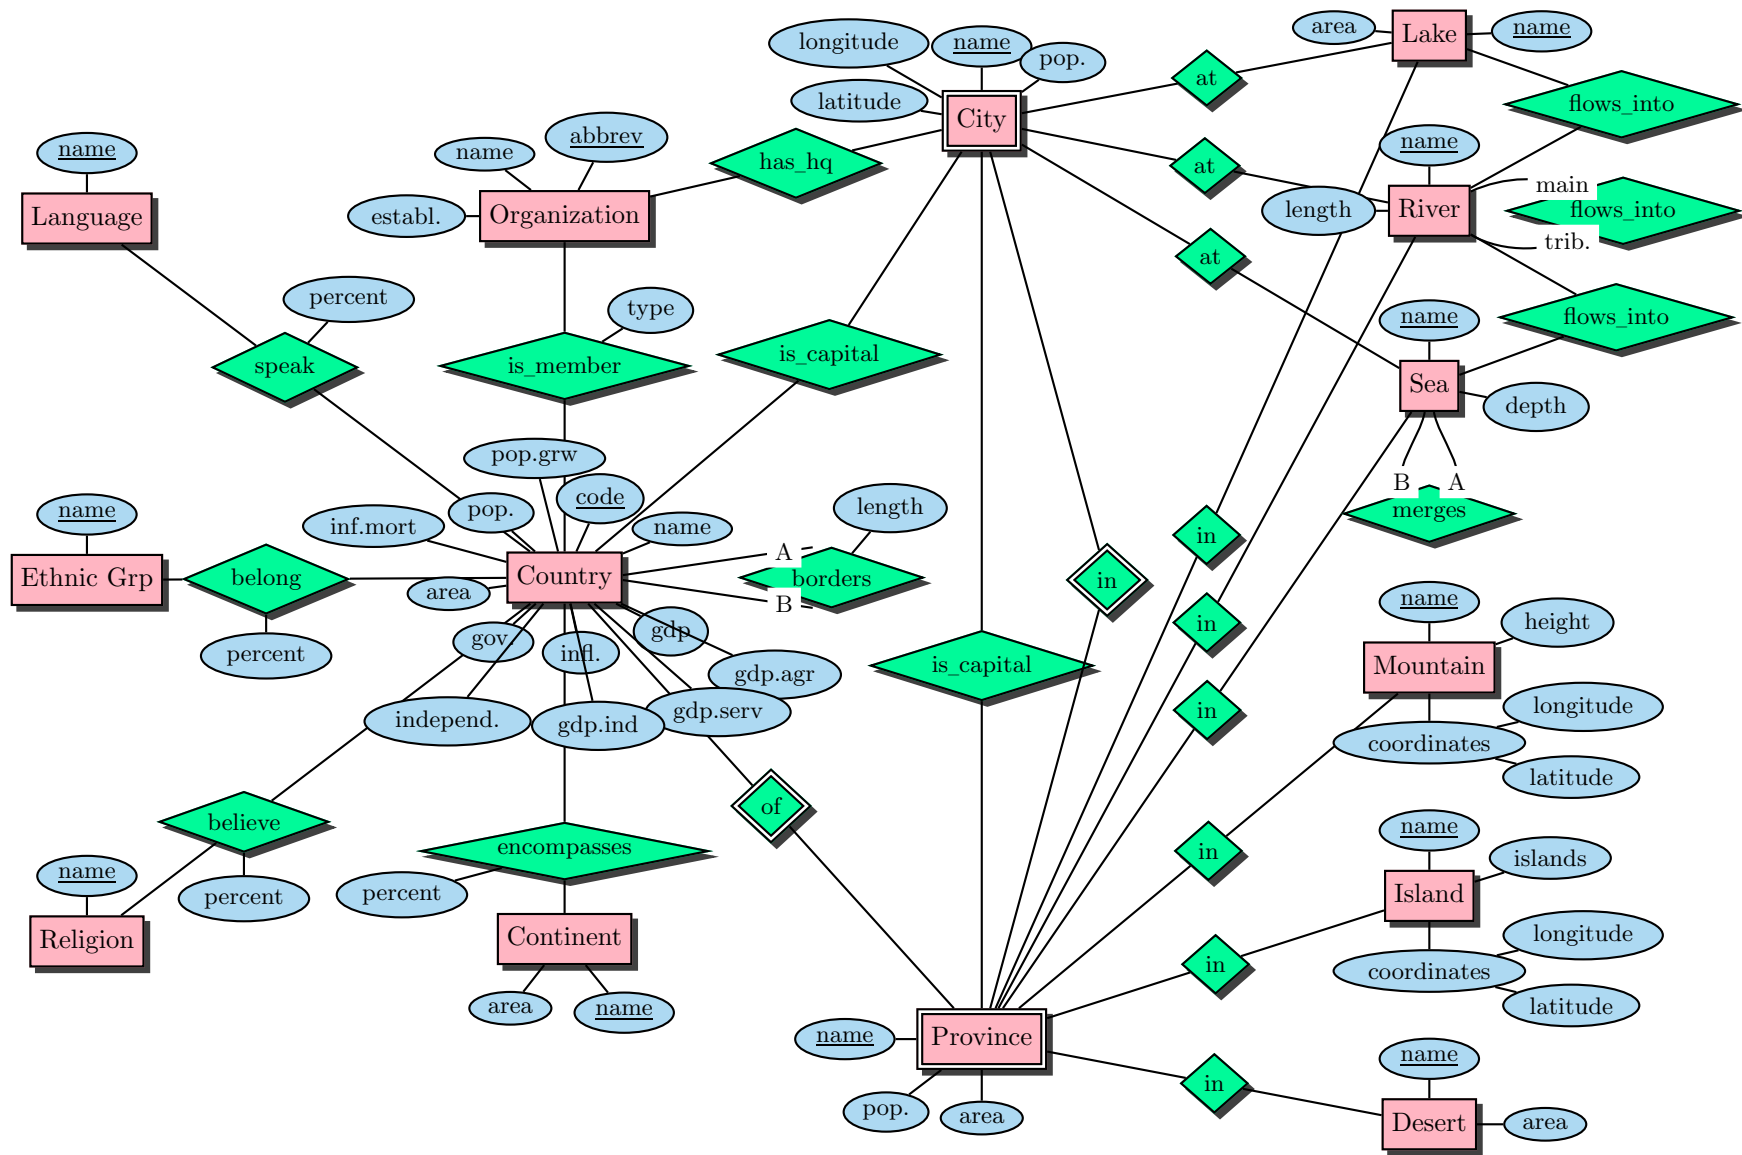 longitude
name
pop.
area
Lake
name
latitude
City
at
flows_into
name
name
abbrev
has_hq
at
name
Language
establ.
Organization
length
River
main
flows_into
trib.
at
percent
type
name
flows_into
speak
is_member
is_capital
Sea
depth
pop.grw
B
A
merges
name
inf.mort
pop.
code
name
length
in
Ethnic Grp
belong
area
Country
A
borders
B
in
name
height
percent
gov.
infl.
gdp
gdp.agr
is_capital
in
Mountain
independ.
gdp.ind
gdp.serv
in
longitude
coordinates
latitude
believe
encompasses
of
in
name
islands
name
percent
percent
Island
Religion
Continent
in
longitude
coordinates
latitude
area
name
name
Province
name
pop.
area
in
Desert
area